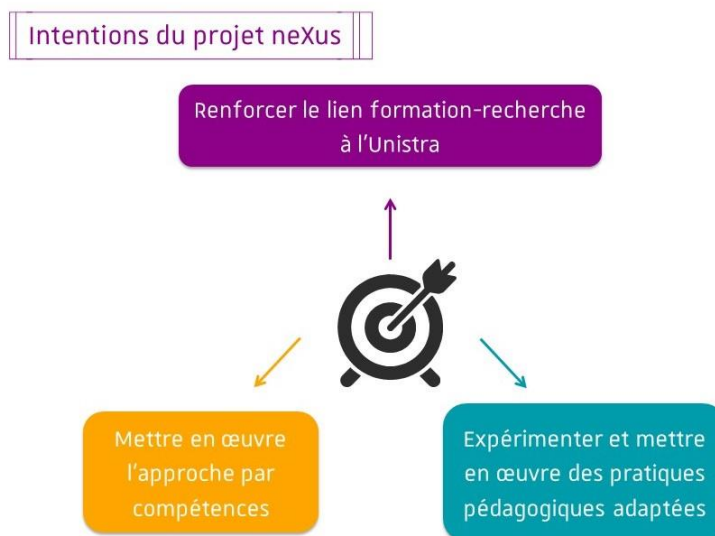 Intentions du projet neXus
Renforcer le lien formation-recherche
à l'Unistra
Mettre en œuvre
l'approche par
compétences
Expérimenter et mettre
en œuvre des pratiques
pédagogiques adaptées